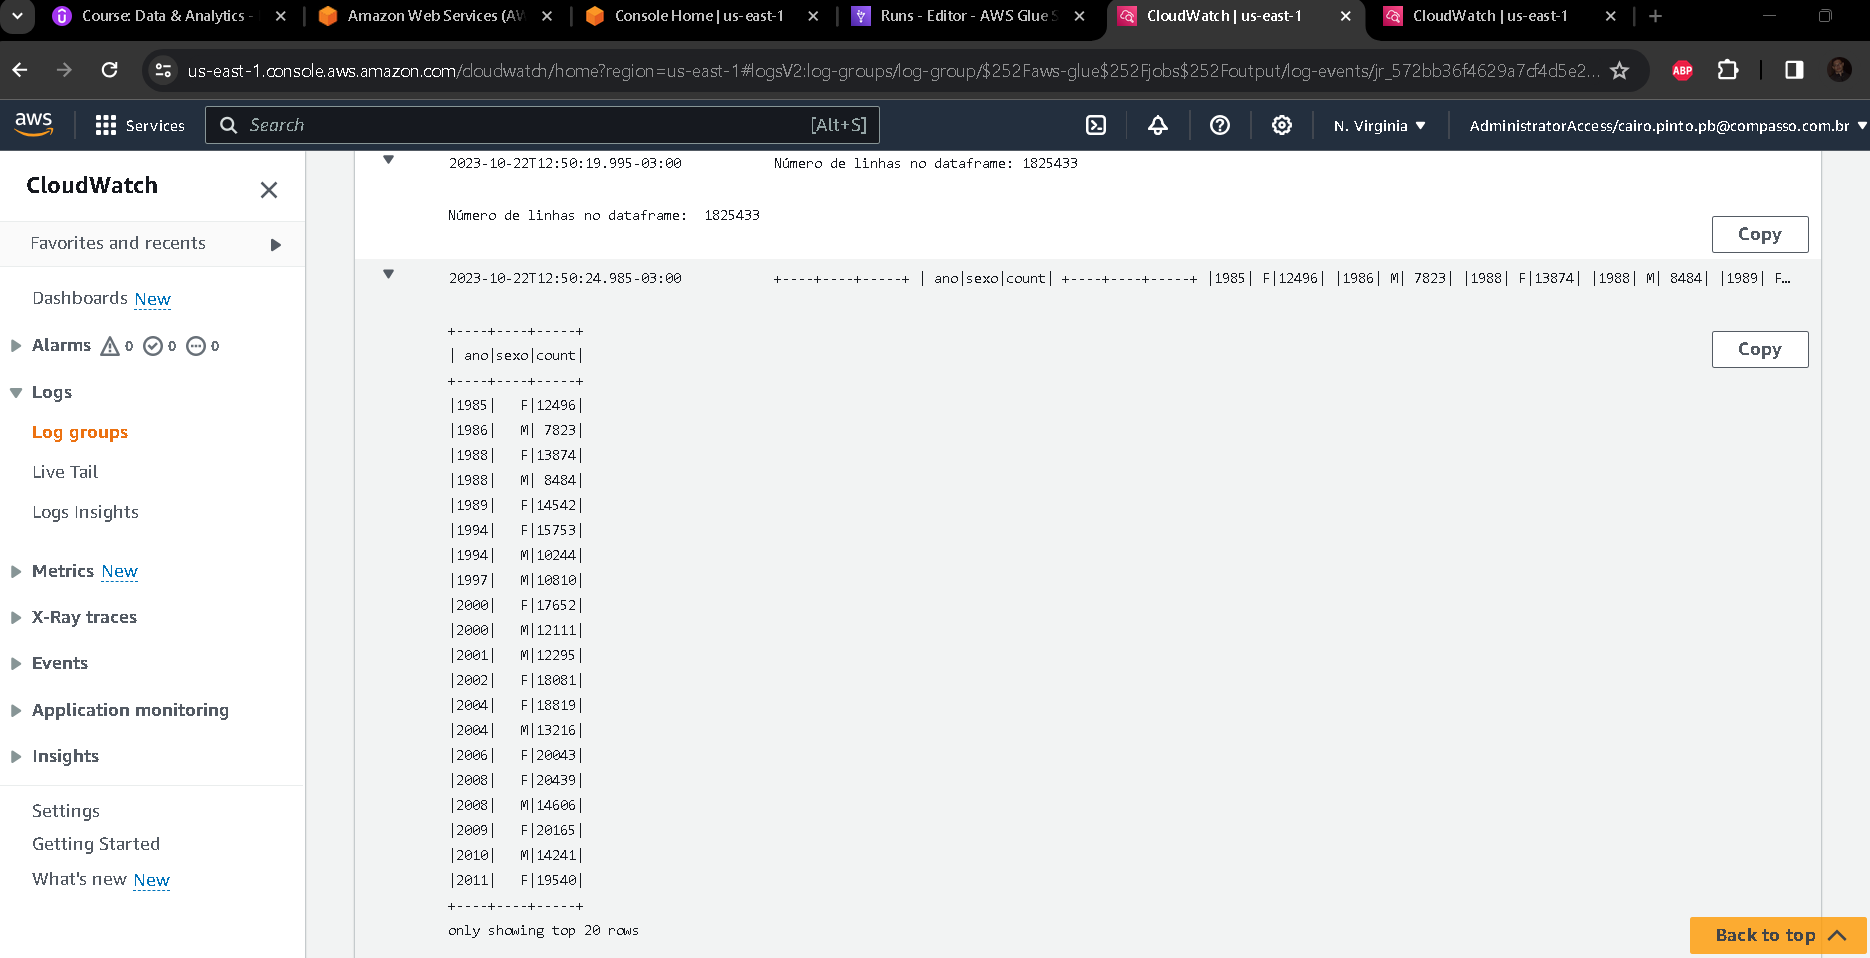 Course: Data & Analytics -
Amazon Web Services (AW
Console Home | us-east-1
Runs - Editor - AWS Glue S
CloudWatch | us-east-1
CloudWatch | us-east-1
us-east-1.console.aws.amazon.com/cloudwatch/home?region=us-east-1#logsV2:log-groups/log-group/$252Faws-glue$252Fjobs$252Foutput/log-events/jr_572bb36f4629a7cf4d5e2...
ABP
aws
Services
Search
[Alt+S]
N. Virginia
AdministratorAccess/cairo.pinto.pb@compasso.com.br
CloudWatch
Favorites and recents
Dashboards New
Alarms 0 0 0
Logs
Log groups
Live Tail
Logs Insights
Metrics New
X-Ray traces
Events
Application monitoring
Insights
Settings
Getting Started
What's new New
2023-10-22T12:50:19.995-03:00 Número de linhas no dataframe: 1825433
Número de linhas no dataframe:  1825433
Copy
2023-10-22T12:50:24.985-03:00 +----+----+-----+ | ano|sexo|count| +----+----+-----+ |1985| F|12496| |1986| M| 7823| |1988| F|13874| |1988| M| 8484| |1989| F...
Copy
+----+----+-----+
| ano|sexo|count|
+----+----+-----+
|1985|   F|12496|
|1986|   M| 7823|
|1988|   F|13874|
|1988|   M| 8484|
|1989|   F|14542|
|1994|   F|15753|
|1994|   M|10244|
|1997|   M|10810|
|2000|   F|17652|
|2000|   M|12111|
|2001|   M|12295|
|2002|   F|18081|
|2004|   F|18819|
|2004|   M|13216|
|2006|   F|20043|
|2008|   F|20439|
|2008|   M|14606|
|2009|   F|20165|
|2010|   M|14241|
|2011|   F|19540|
+----+----+-----+
only showing top 20 rows
Back to top